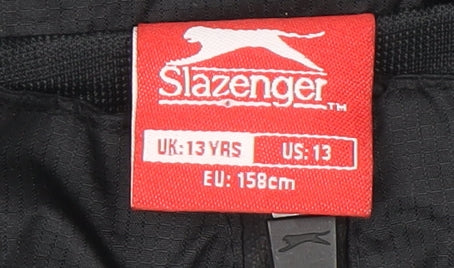 Slazenger™
UK: 13 YRS US: 13
EU: 158cm